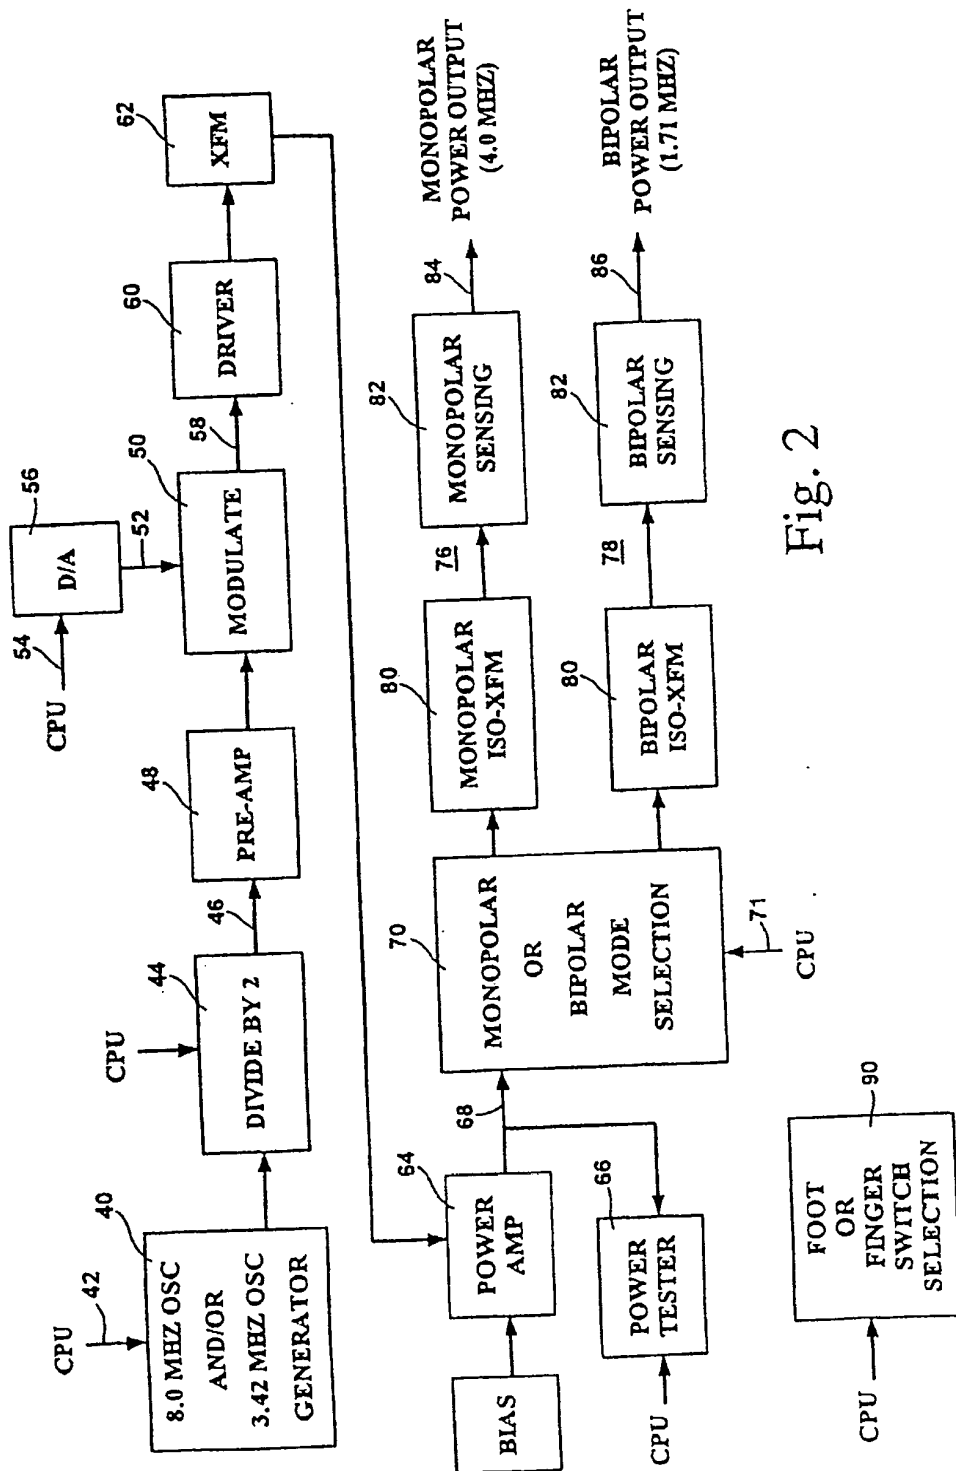 CPU
42
40
8.0 MHZ OSC
AND/OR
3.42 MHZ OSC
GENERATOR
CPU
44
DIVIDE BY 2
46
48
PRE-AMP
CPU
54
56
D/A
52
50
MODULATE
58
60
DRIVER
62
XFM
BIAS
64
POWER
AMP
CPU
66
POWER
TESTER
68
70
MONOPOLAR
OR
BIPOLAR
MODE
SELECTION
71
CPU
80
MONOPOLAR
ISO-XFM
76
82
MONOPOLAR
SENSING
84
MONOPOLAR
POWER OUTPUT
(4.0 MHZ)
80
BIPOLAR
ISO-XFM
78
82
BIPOLAR
SENSING
86
BIPOLAR
POWER OUTPUT
(1.71 MHZ)
CPU
90
FOOT
OR
FINGER
SWITCH
SELECTION
Fig. 2